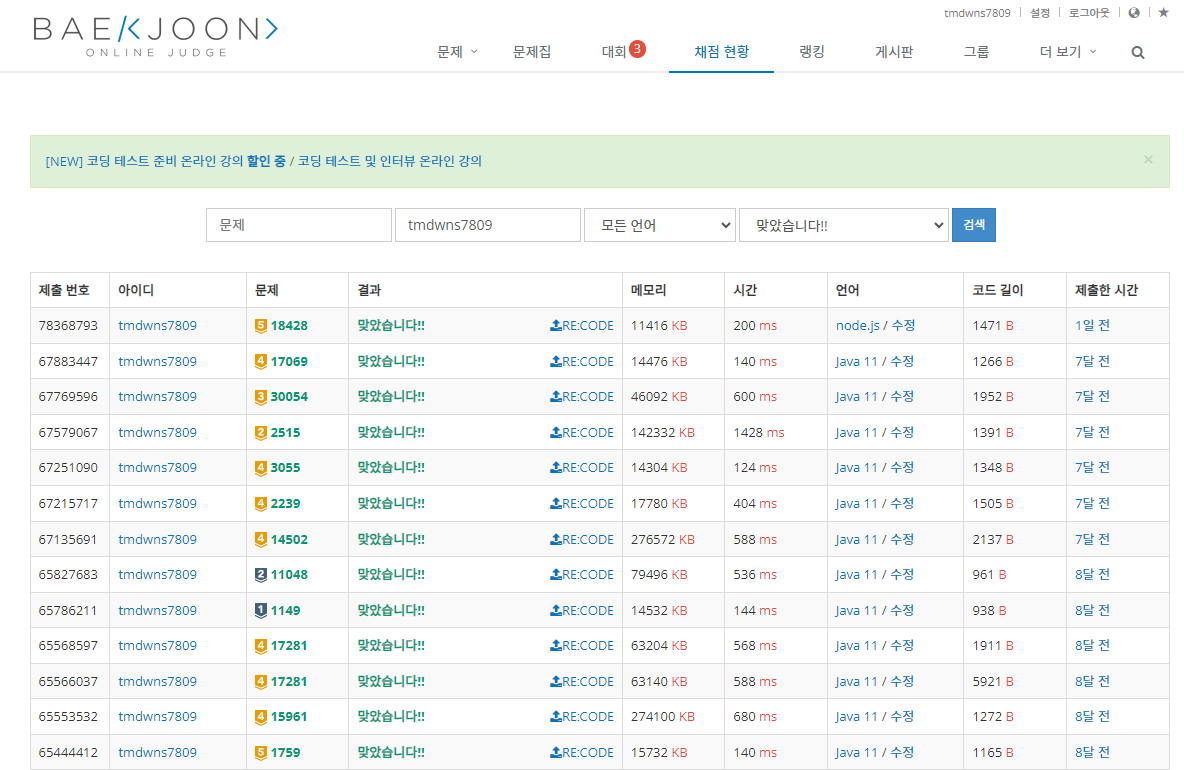 tmdwns7809 설정 로그아웃
BAE/<JOON>
ONLINE JUDGE
문제 문제집 대회 3 채점 현황 랭킹 게시판 그룹 더 보기
[NEW] 코딩 테스트 준비 온라인 강의 할인 중 / 코딩 테스트 및 인터뷰 온라인 강의 ×
문제 tmdwns7809 모든 언어 맞았습니다!! 검색
제출 번호 아이디 문제 결과 메모리 시간 언어 코드 길이 제출한 시간
78368793 tmdwns7809 5 18428 맞았습니다!! RE:CODE 11416 KB 200 ms node.js / 수정 1471 B 1일 전
67883447 tmdwns7809 4 17069 맞았습니다!! RE:CODE 14476 KB 140 ms Java 11 / 수정 1266 B 7달 전
67769596 tmdwns7809 3 30054 맞았습니다!! RE:CODE 46092 KB 600 ms Java 11 / 수정 1952 B 7달 전
67579067 tmdwns7809 2 2515 맞았습니다!! RE:CODE 142332 KB 1428 ms Java 11 / 수정 1391 B 7달 전
67251090 tmdwns7809 4 3055 맞았습니다!! RE:CODE 14304 KB 124 ms Java 11 / 수정 1348 B 7달 전
67215717 tmdwns7809 4 2239 맞았습니다!! RE:CODE 17780 KB 404 ms Java 11 / 수정 1505 B 7달 전
67135691 tmdwns7809 4 14502 맞았습니다!! RE:CODE 276572 KB 588 ms Java 11 / 수정 2137 B 7달 전
65827683 tmdwns7809 2 11048 맞았습니다!! RE:CODE 79496 KB 536 ms Java 11 / 수정 961 B 8달 전
65786211 tmdwns7809 1 1149 맞았습니다!! RE:CODE 14532 KB 144 ms Java 11 / 수정 938 B 8달 전
65568597 tmdwns7809 4 17281 맞았습니다!! RE:CODE 63204 KB 568 ms Java 11 / 수정 1911 B 8달 전
65566037 tmdwns7809 4 17281 맞았습니다!! RE:CODE 63140 KB 588 ms Java 11 / 수정 5921 B 8달 전
65553532 tmdwns7809 4 15961 맞았습니다!! RE:CODE 274100 KB 680 ms Java 11 / 수정 1272 B 8달 전
65444412 tmdwns7809 5 1759 맞았습니다!! RE:CODE 15732 KB 140 ms Java 11 / 수정 1165 B 8달 전